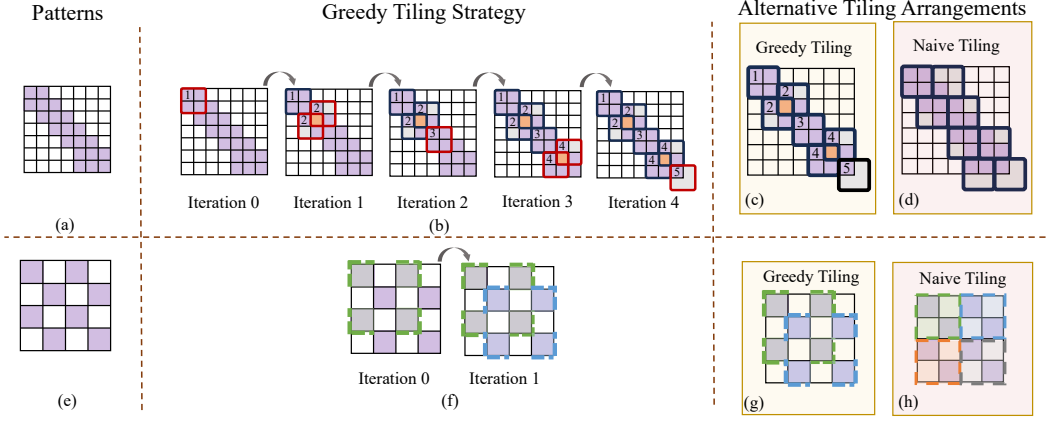 Patterns
Greedy Tiling Strategy
Alternative Tiling Arrangements
Greedy Tiling
Naive Tiling
1
1
2
2
1
2
2
3
1
2
2
3
4
4
1
2
2
3
4
4
5
1
2
2
3
4
4
5
Iteration 0
Iteration 1
Iteration 2
Iteration 3
Iteration 4
(a)
(b)
(c)
(d)
Greedy Tiling
Naive Tiling
Iteration 0
Iteration 1
(e)
(f)
(g)
(h)